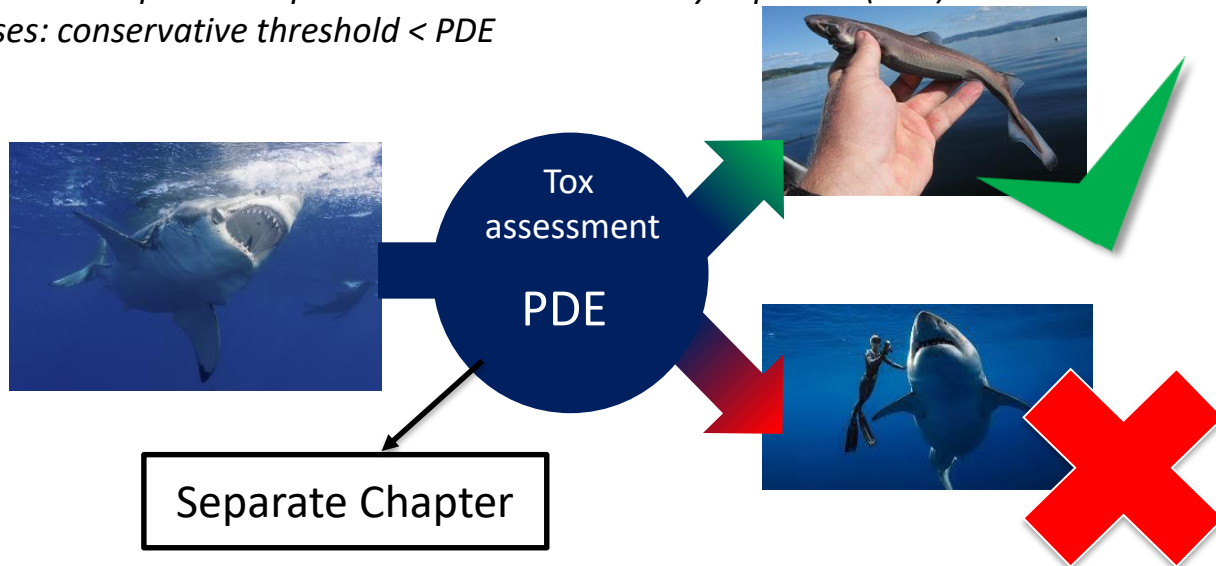 ses: conservative threshold < PDE
Tox
assessment
PDE
Separate Chapter